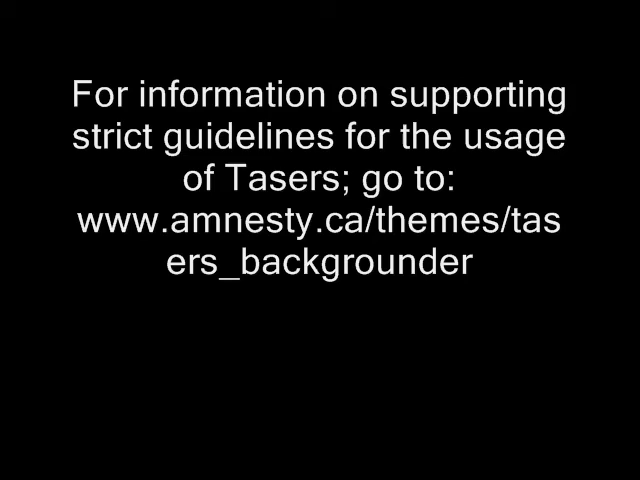 For information on supporting
strict guidelines for the usage
of Tasers; go to:
www.amnesty.ca/themes/tas
ers_backgrounder